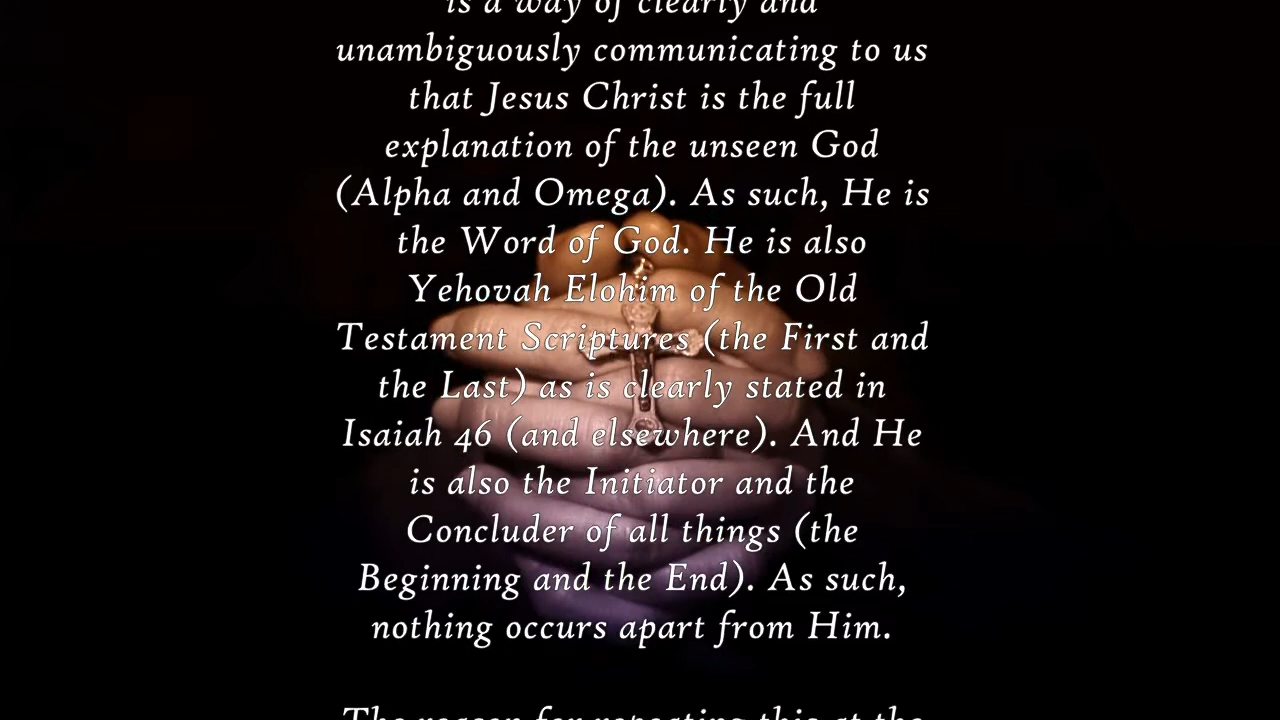 is a way of clearly and
unambiguously communicating to us
that Jesus Christ is the full
explanation of the unseen God
(Alpha and Omega). As such, He is
the Word of God. He is also
Yehovah Elohim of the Old
Testament Scriptures (the First and
the Last) as is clearly stated in
Isaiah 46 (and elsewhere). And He
is also the Initiator and the
Concluder of all things (the
Beginning and the End). As such,
nothing occurs apart from Him.
The reason for repeating this at the